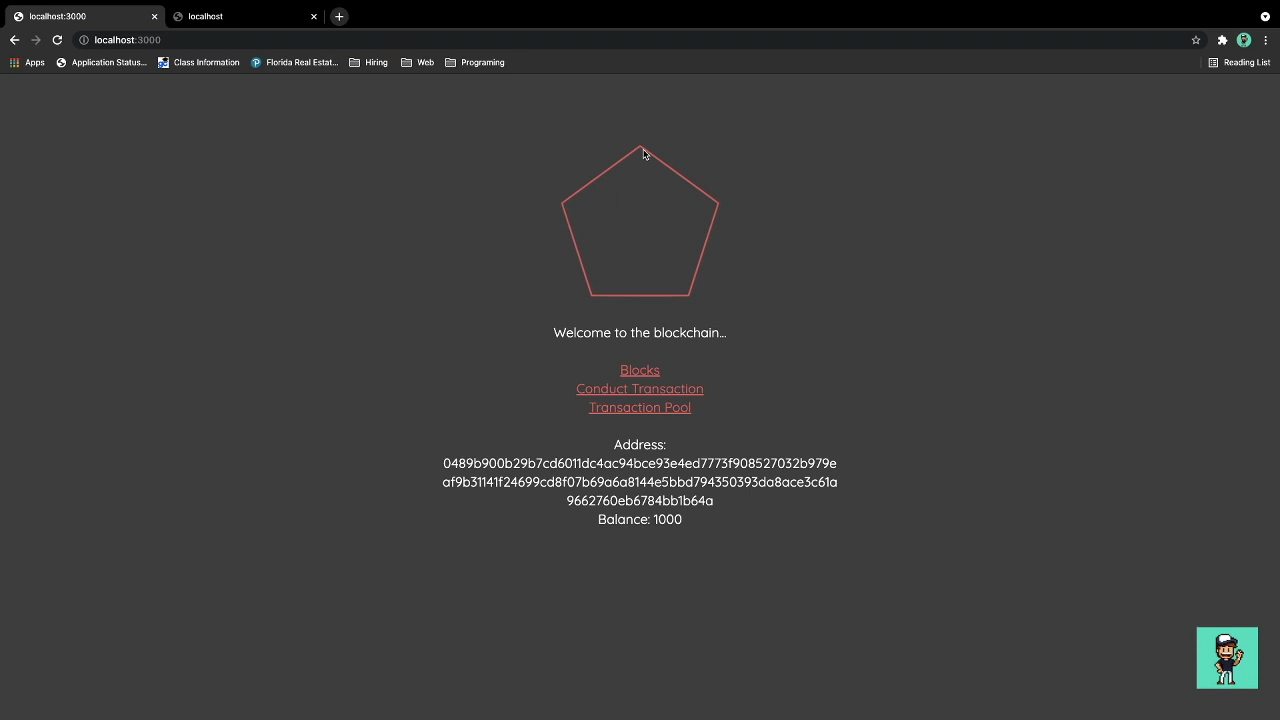 localhost:3000
localhost
localhost:3000
Apps
Application Status...
Class Information
Florida Real Estat...
Hiring
Web
Programing
Reading List
Welcome to the blockchain...
Blocks
Conduct Transaction
Transaction Pool
Address:
0489b900b29b7cd6011dc4ac94bce93e4ed7773f908527032b979e
af9b31141f24699cd8f07b69a6a8144e5bbd794350393da8ace3c61a
9662760eb6784bb1b64a
Balance: 1000